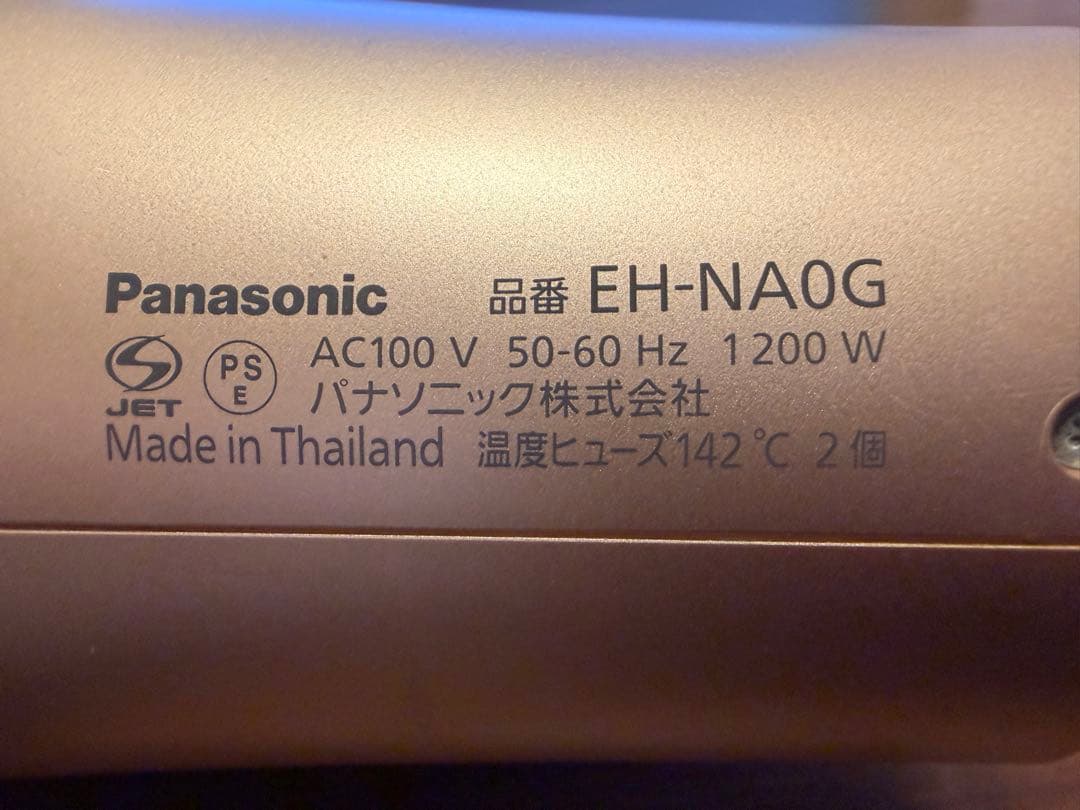 Panasonic 品番 EH-NA0G
JET PS E AC100 V 50-60 Hz 1200 W
パナソニック株式会社
Made in Thailand 温度ヒューズ142℃ 2個